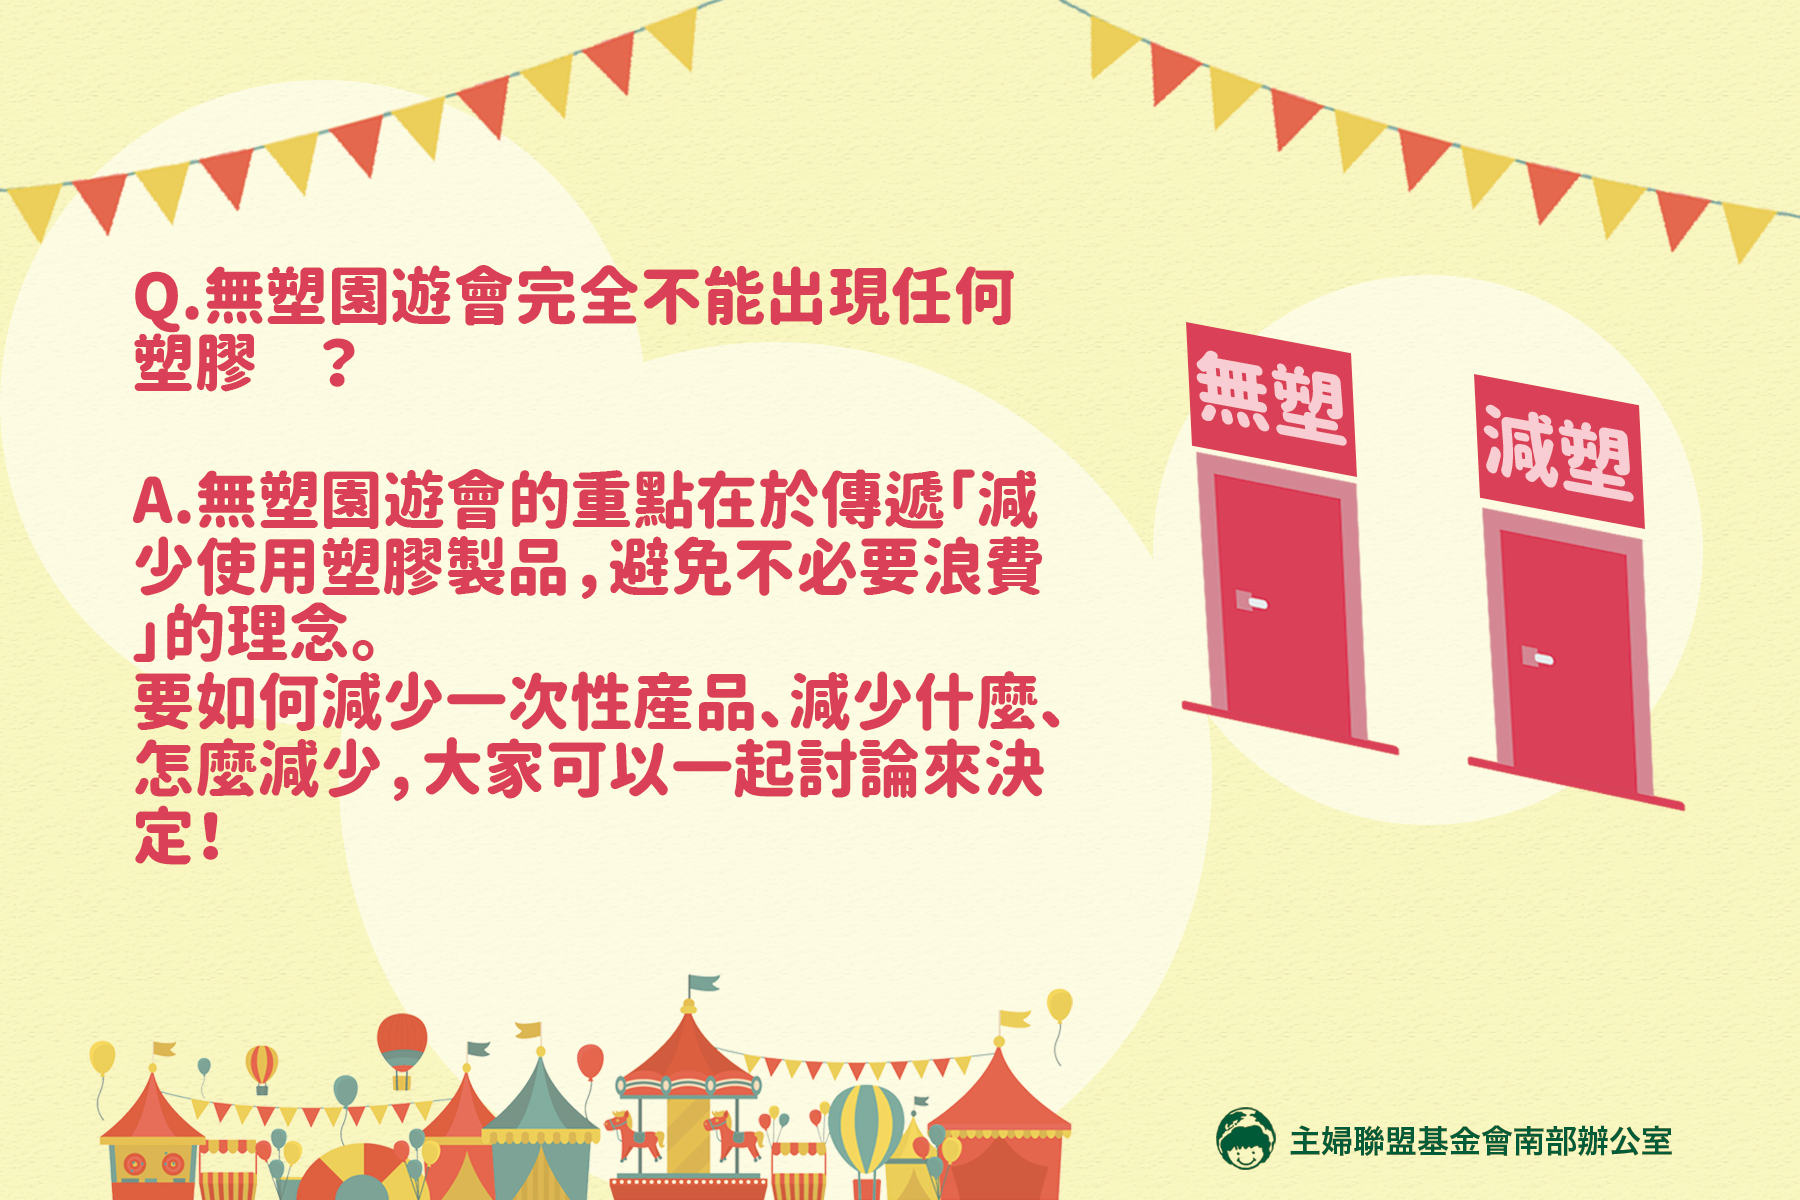 Q.無塑園遊會完全不能出現任何
塑膠　？
A.無塑園遊會的重點在於傳遞「減
少使用塑膠製品，避免不必要浪費
」的理念。
要如何減少一次性産品、減少什麼、
怎麼減少，大家可以一起討論來決
定！
無塑
減塑
主婦聯盟基金會南部辦公室